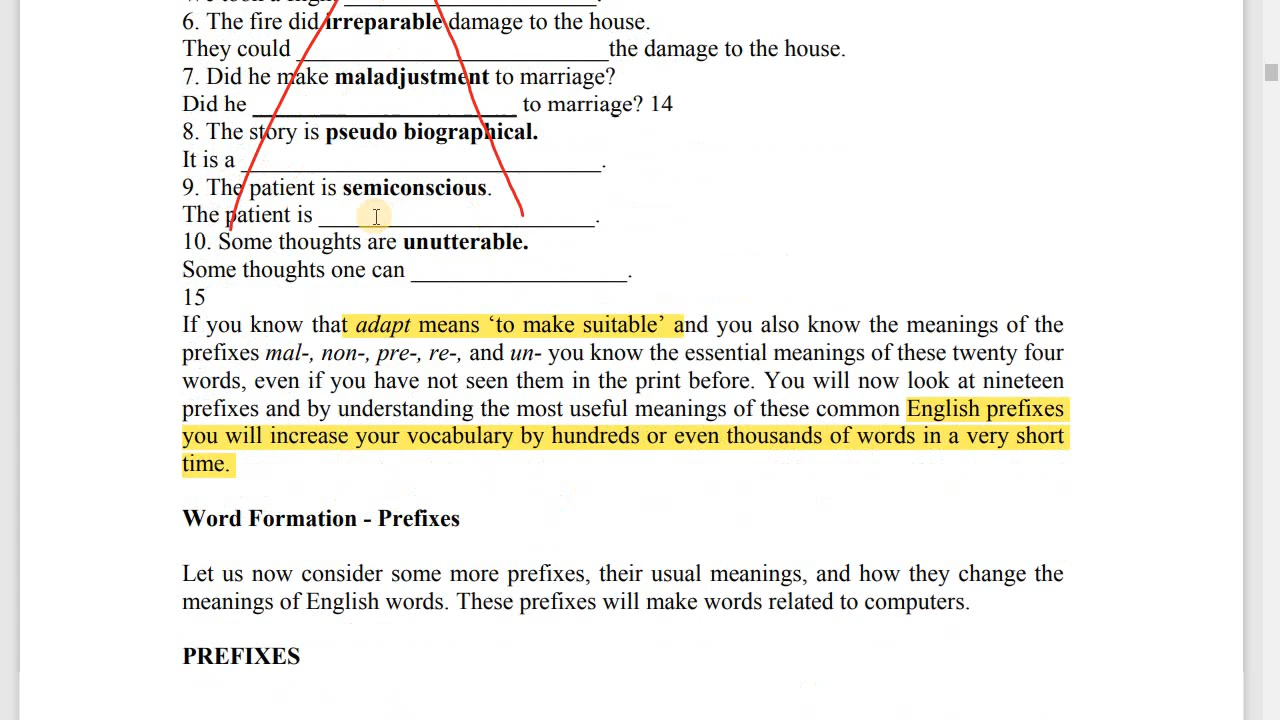 6. The fire did irreparable damage to the house.
They could __________________________the damage to the house.
7. Did he make maladjustment to marriage?
Did he ______________________ to marriage? 14
8. The story is pseudo biographical.
It is a ______________________________.
9. The patient is semiconscious.
The patient is _______________________.
10. Some thoughts are unutterable.
Some thoughts one can __________________.
15
If you know that adapt means ‘to make suitable’ and you also know the meanings of the
prefixes mal-, non-, pre-, re-, and un- you know the essential meanings of these twenty four
words, even if you have not seen them in the print before. You will now look at nineteen
prefixes and by understanding the most useful meanings of these common English prefixes
you will increase your vocabulary by hundreds or even thousands of words in a very short
time.
Word Formation - Prefixes
Let us now consider some more prefixes, their usual meanings, and how they change the
meanings of English words. These prefixes will make words related to computers.
PREFIXES